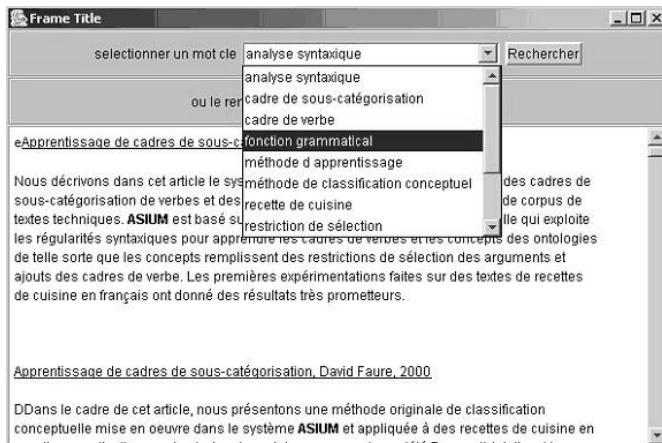 Frame Title
selectionner un mot cle analyse syntaxique Rechercher
analyse syntaxique
ou le cadre de sous-catégorisation
cadre de verbe
eApprentissage de cadres de fonction grammatical
méthode d apprentissage
Nous décrivons dans cet article le méthode de classification conceptuel des cadres de
sous-catégorisation de verbes et des recette de cuisine de corpus de
textes techniques. ASIUM est basé restriction de sélection qui exploite
les régularités syntaxiques pour apprendre les cadres de verbes et les concepts des ontologies
de telle sorte que les concepts remplissent des restrictions de sélection des arguments et
ajouts des cadres de verbe. Les premières expérimentations faites sur des textes de recettes
de cuisine en français ont donné des résultats très prometteurs.
Apprentissage de cadres de sous-catégorisation, David Faure, 2000
DDans le cadre de cet article, nous présentons une méthode originale de classification
conceptuelle mise en oeuvre dans le système ASIUM et appliquée à des recettes de cuisine en